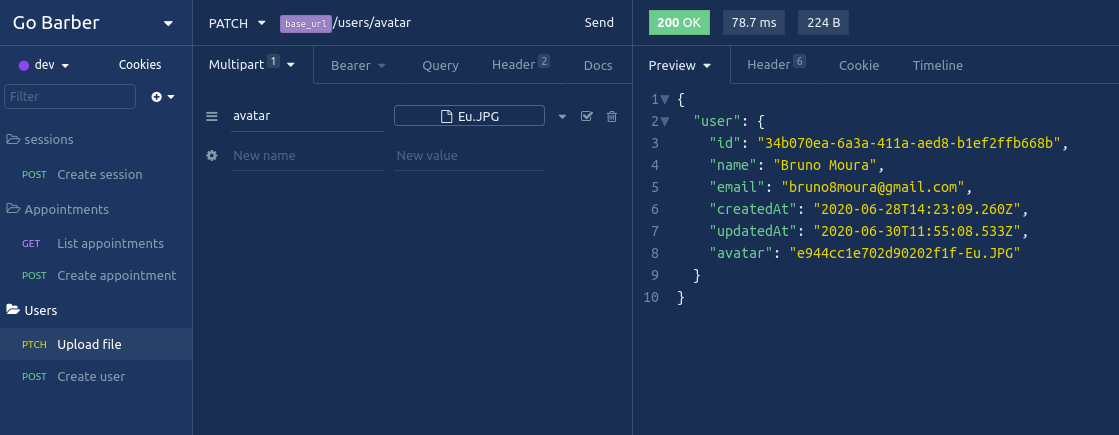 Go Barber
dev
Cookies
Filter
sessions
POST Create session
Appointments
GET List appointments
POST Create appointment
Users
PTCH Upload file
POST Create user
PATCH base_url/users/avatar Send
Multipart 1 Bearer Query Header 2 Docs
avatar Eu.JPG
New name New value
200 OK 78.7 ms 224 B
Preview Header 6 Cookie Timeline
1 {
2 "user": {
3 "id": "34b070ea-6a3a-411a-aed8-b1ef2ffb668b",
4 "name": "Bruno Moura",
5 "email": "bruno8moura@gmail.com",
6 "createdAt": "2020-06-28T14:23:09.260Z",
7 "updatedAt": "2020-06-30T11:55:08.533Z",
8 "avatar": "e944cc1e702d90202f1f-Eu.JPG"
9 }
10 }